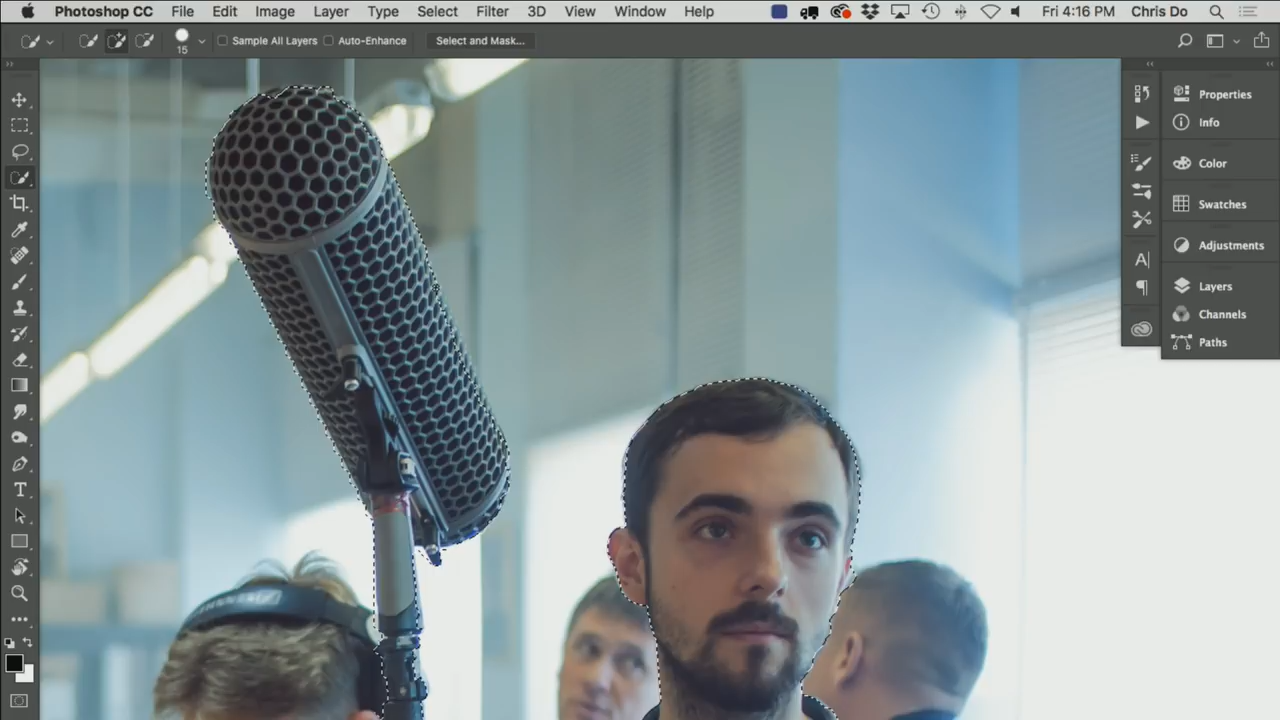 Photoshop CC File Edit Image Layer Type Select Filter 3D View Window Help Fri 4:16 PM Chris Do
15 Sample All Layers Auto-Enhance Select and Mask...
Properties
Info
Color
Swatches
Adjustments
Layers
Channels
Paths